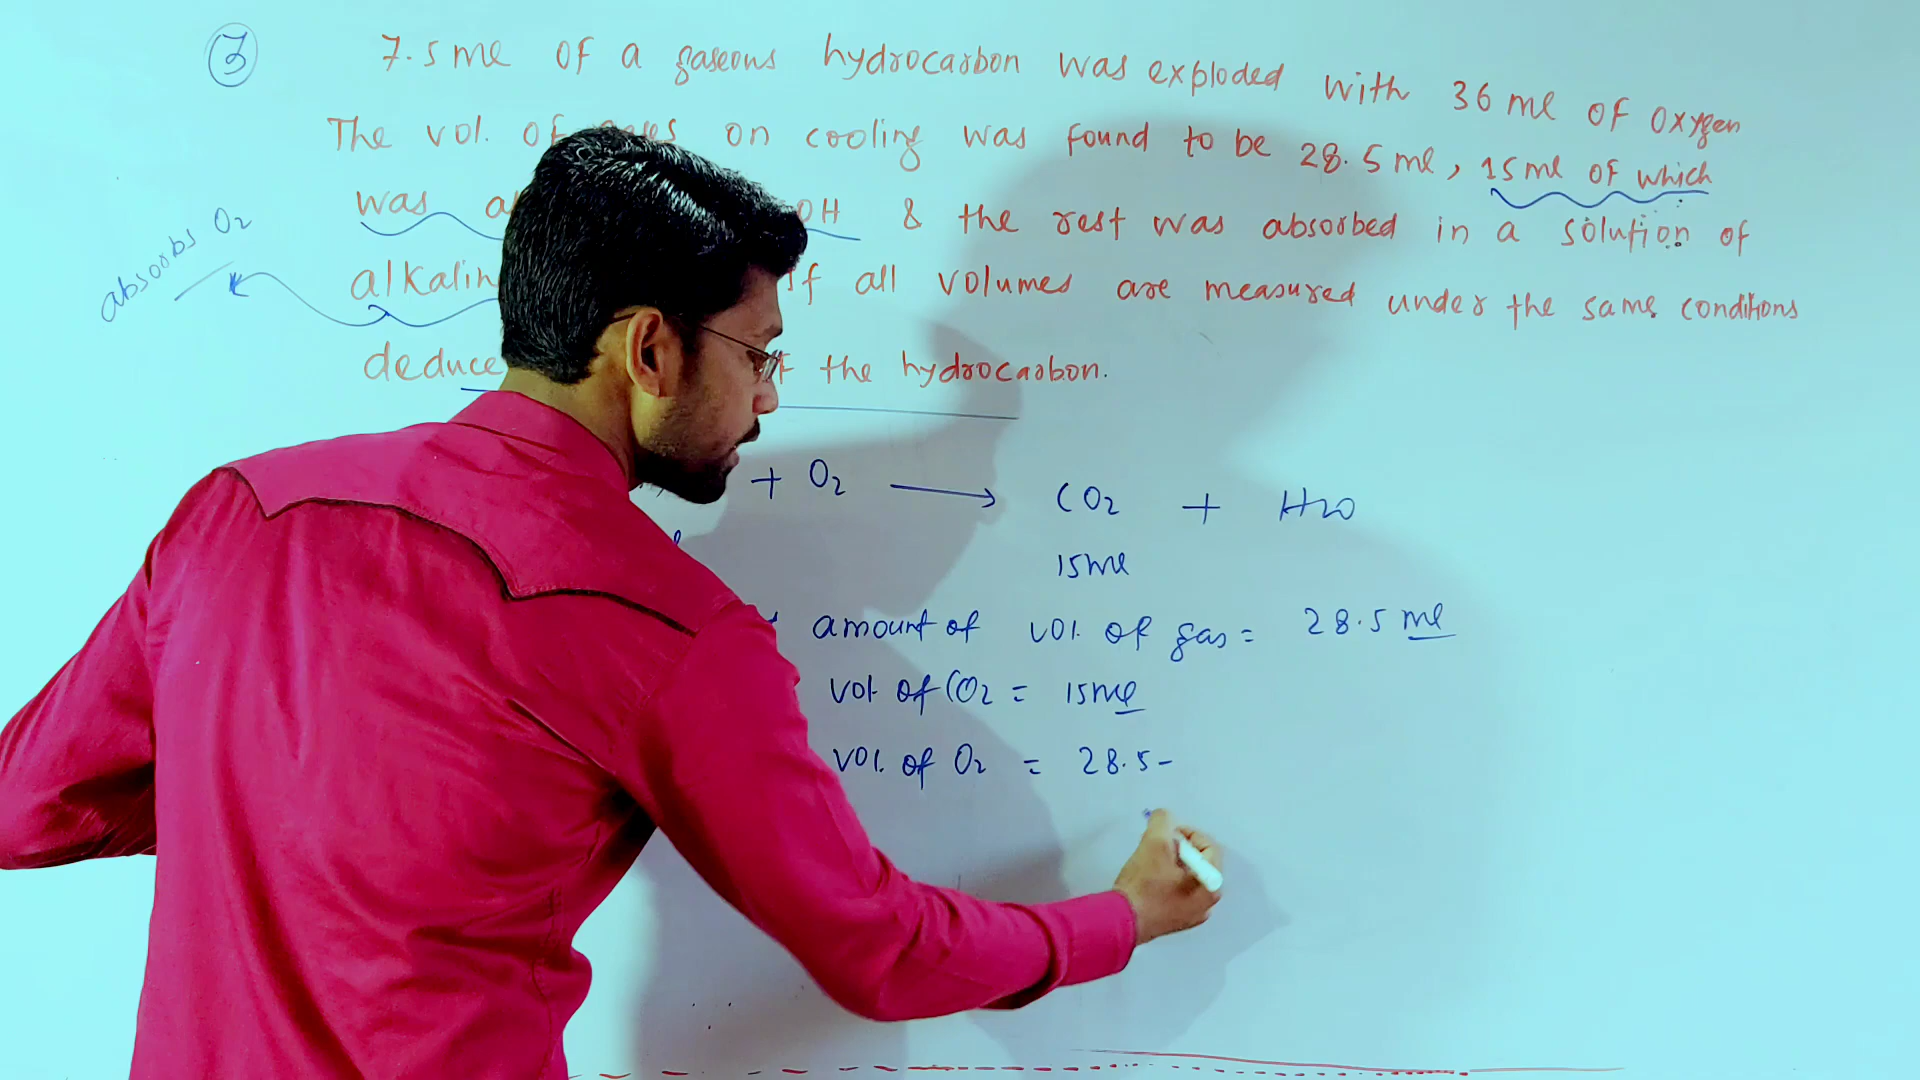 3 7.5 ml of a gaseous hydrocarbon was exploded with 36 ml of oxygen
The vol. of on cooling was found to be 28.5 ml, 15 ml of which
was OH & the rest was absorbed in a solution of
absorbs O2
If all volumes are measured under the same conditions
deduce the hydrocarbon.
+ O2 → CO2 + H2O
15ml
amount of vol. of gas = 28.5 ml
vol. of CO2 = 15ml
vol. of O2 = 28.5 -